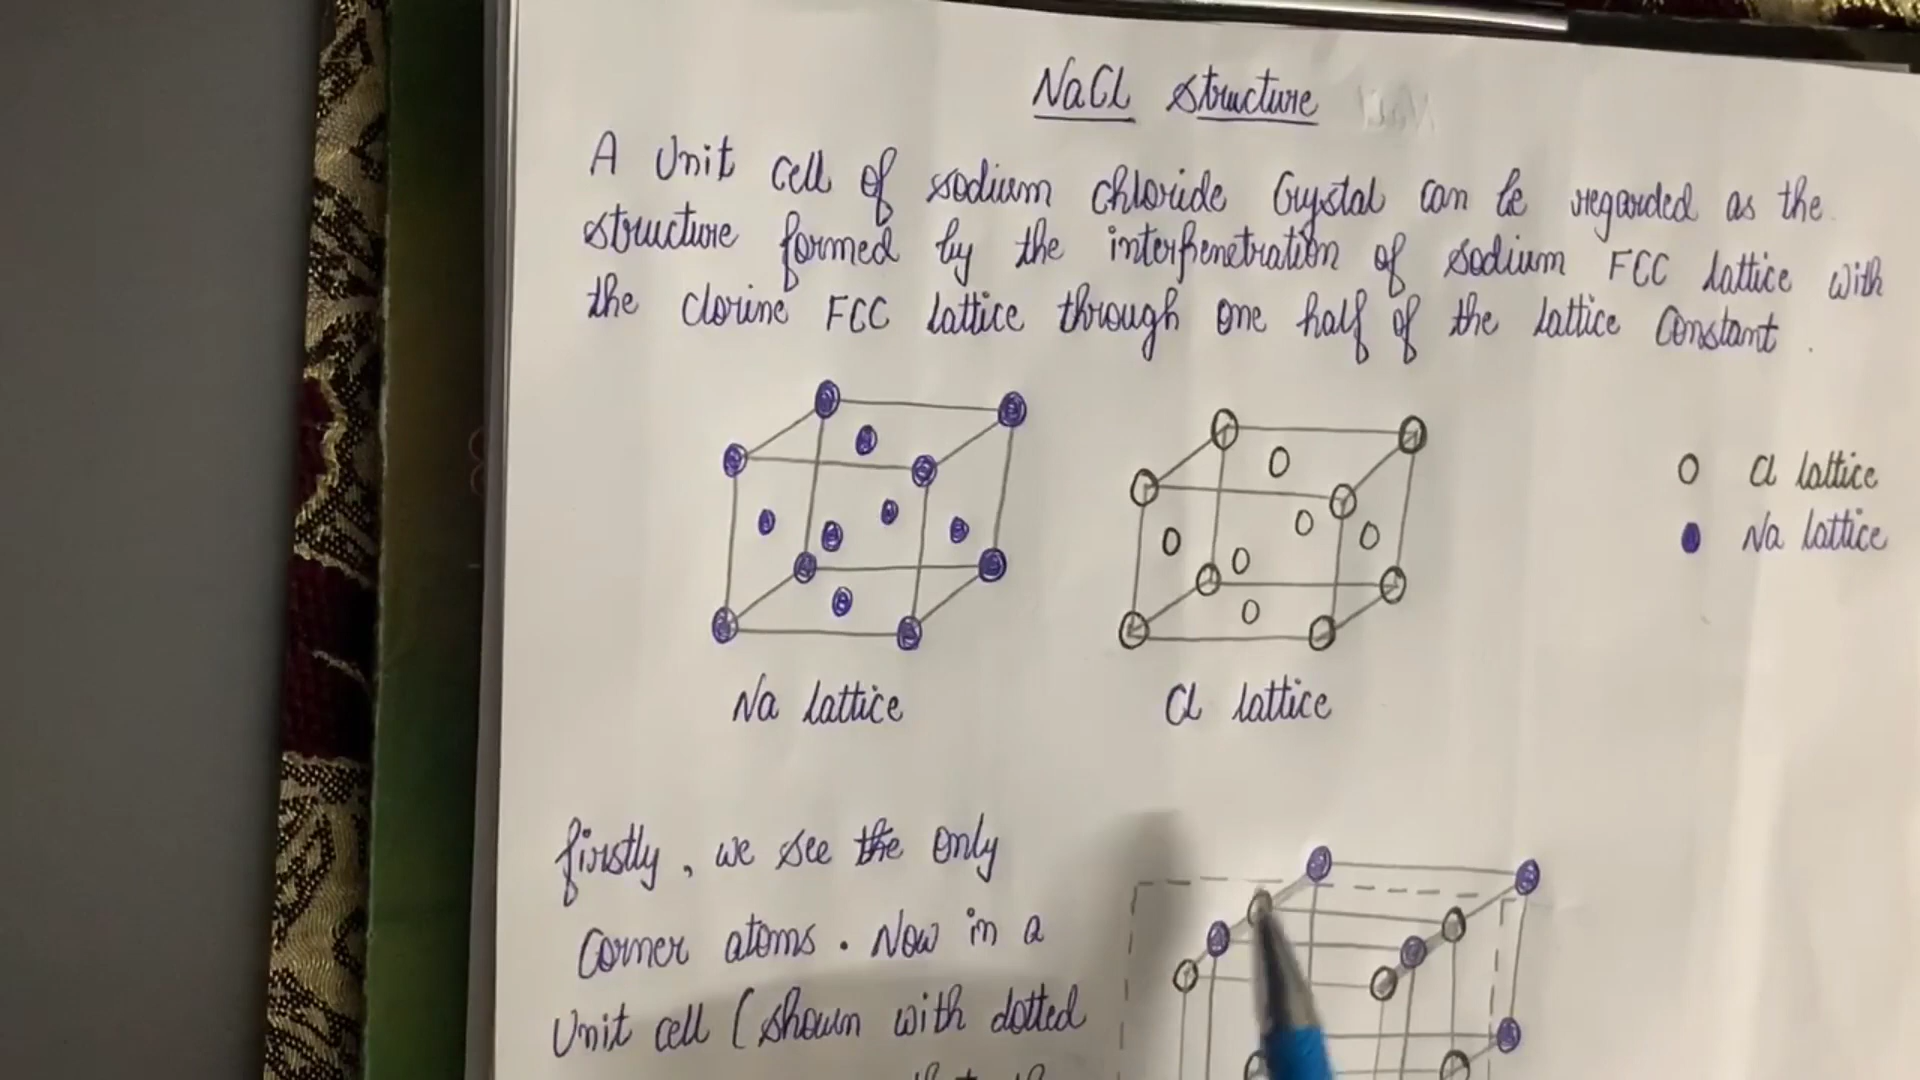 NaCl structure
A Unit cell of sodium chloride Crystal can be regarded as the
structure formed by the interpenetration of sodium FCC lattice with
the clorine FCC lattice through one half of the lattice Constant.
O Cl lattice
Na lattice
Na lattice
Cl lattice
firstly, we see the only
Corner atoms. Now in a
Unit cell (shown with dotted